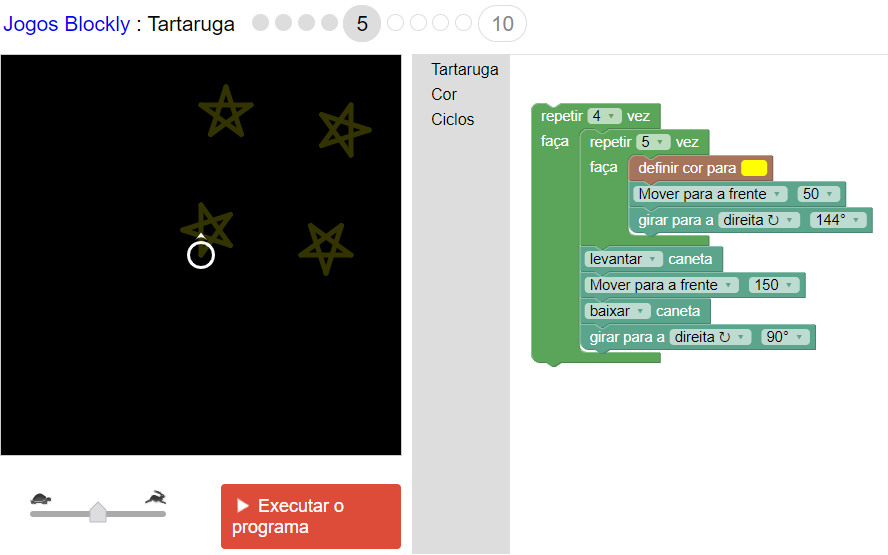 Jogos Blockly : Tartaruga 5 10
Tartaruga
Cor
Ciclos
repetir 4 vez
faça repetir 5 vez
faça definir cor para
Mover para a frente 50
girar para a direita ↻ 144°
levantar caneta
Mover para a frente 150
baixar caneta
girar para a direita ↻ 90°
Executar o
programa